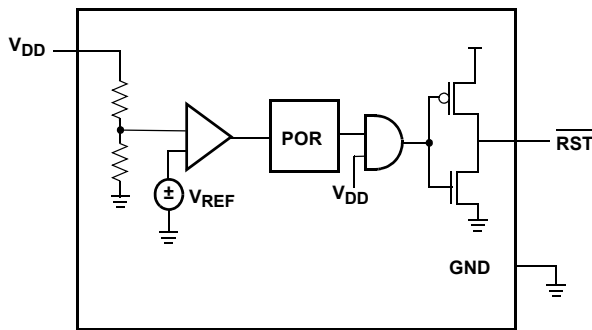 VDD
POR
RST
VREF
VDD
GND
±